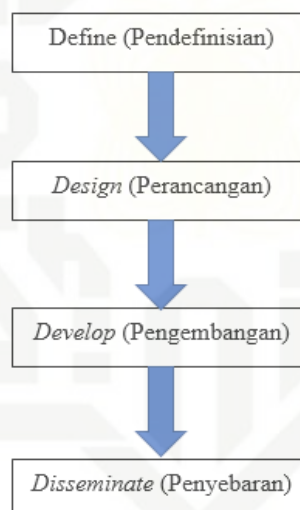 Define (Pendefinisian)
Design (Perancangan)
Develop (Pengembangan)
Disseminate (Penyebaran)